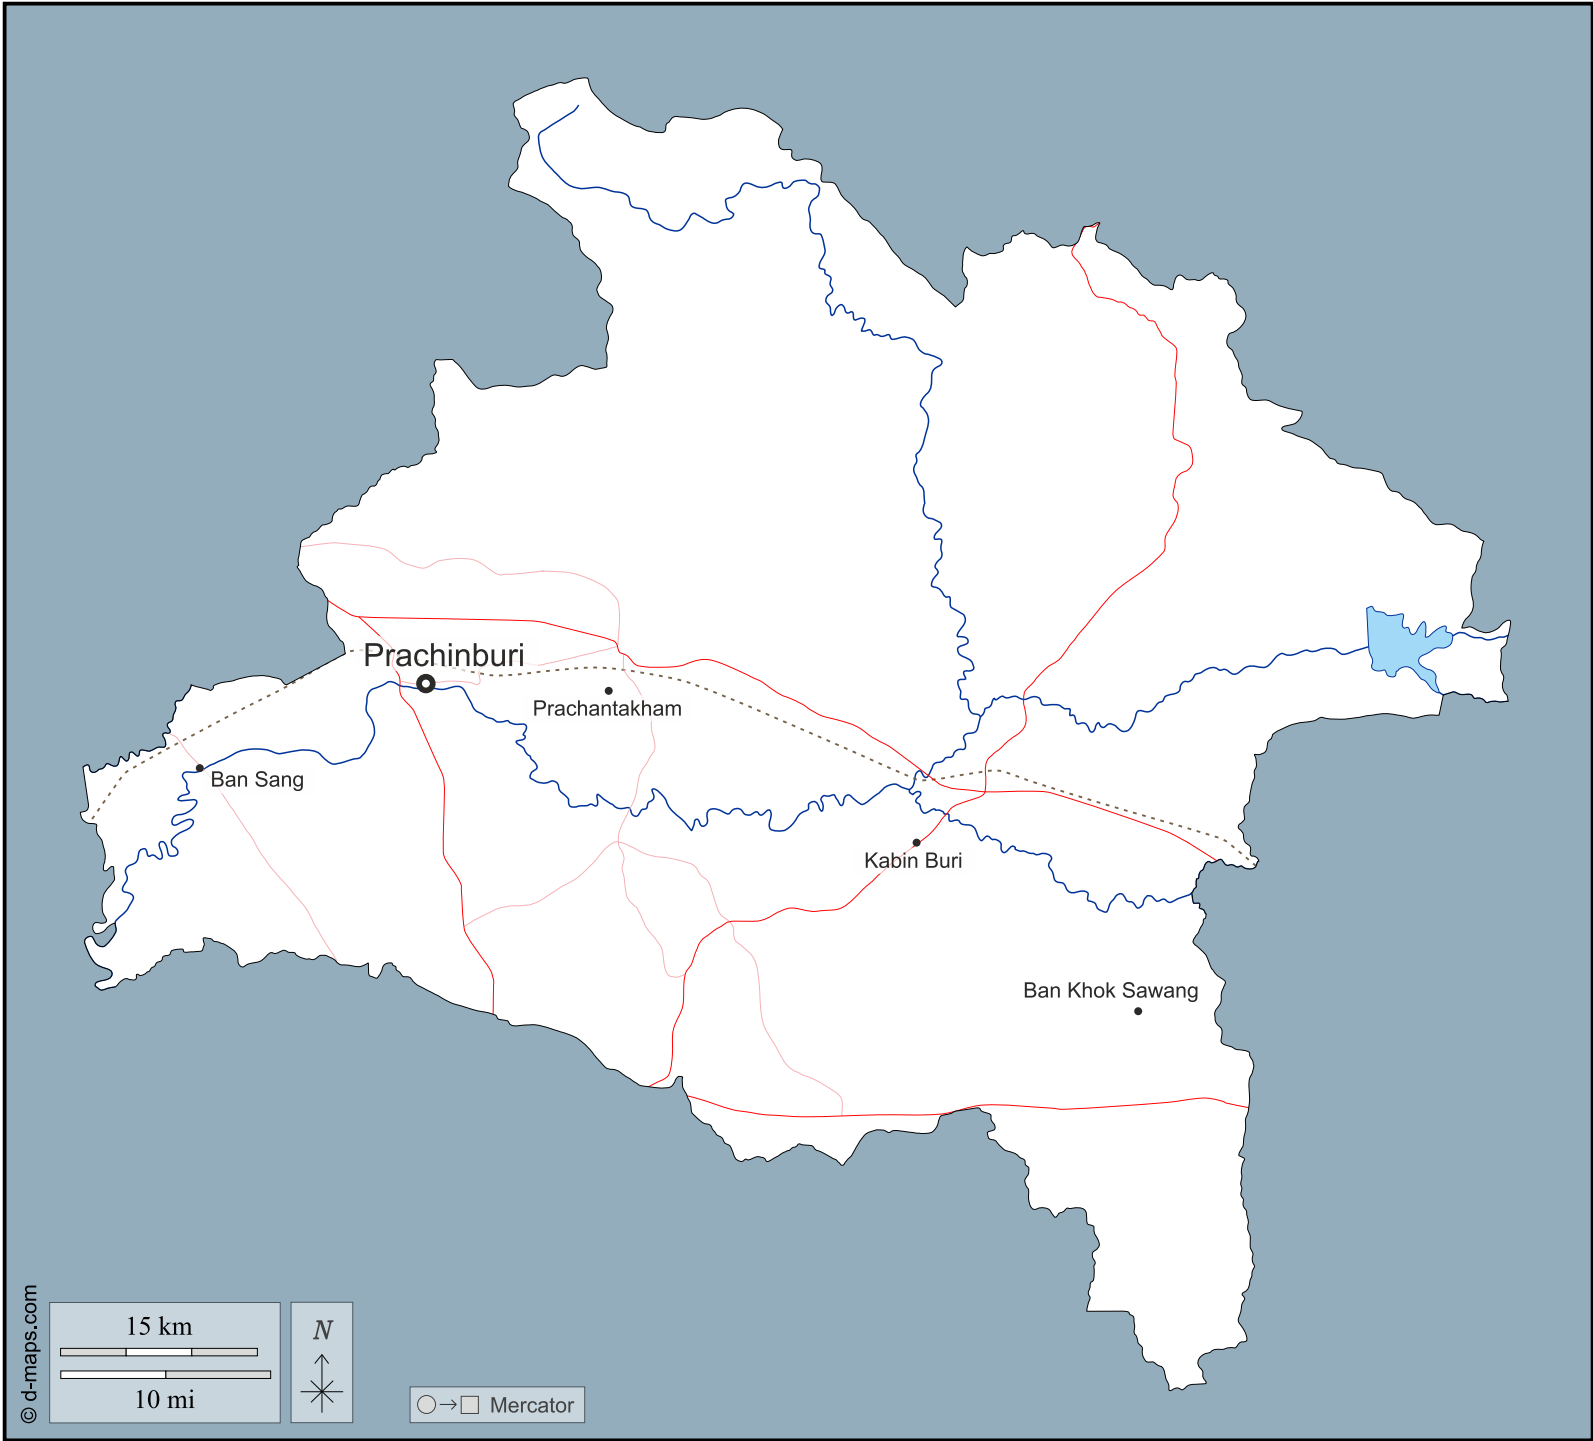 Prachinburi
Prachantakham
Ban Sang
Kabin Buri
Ban Khok Sawang
© d-maps.com
15 km
10 mi
N
Mercator